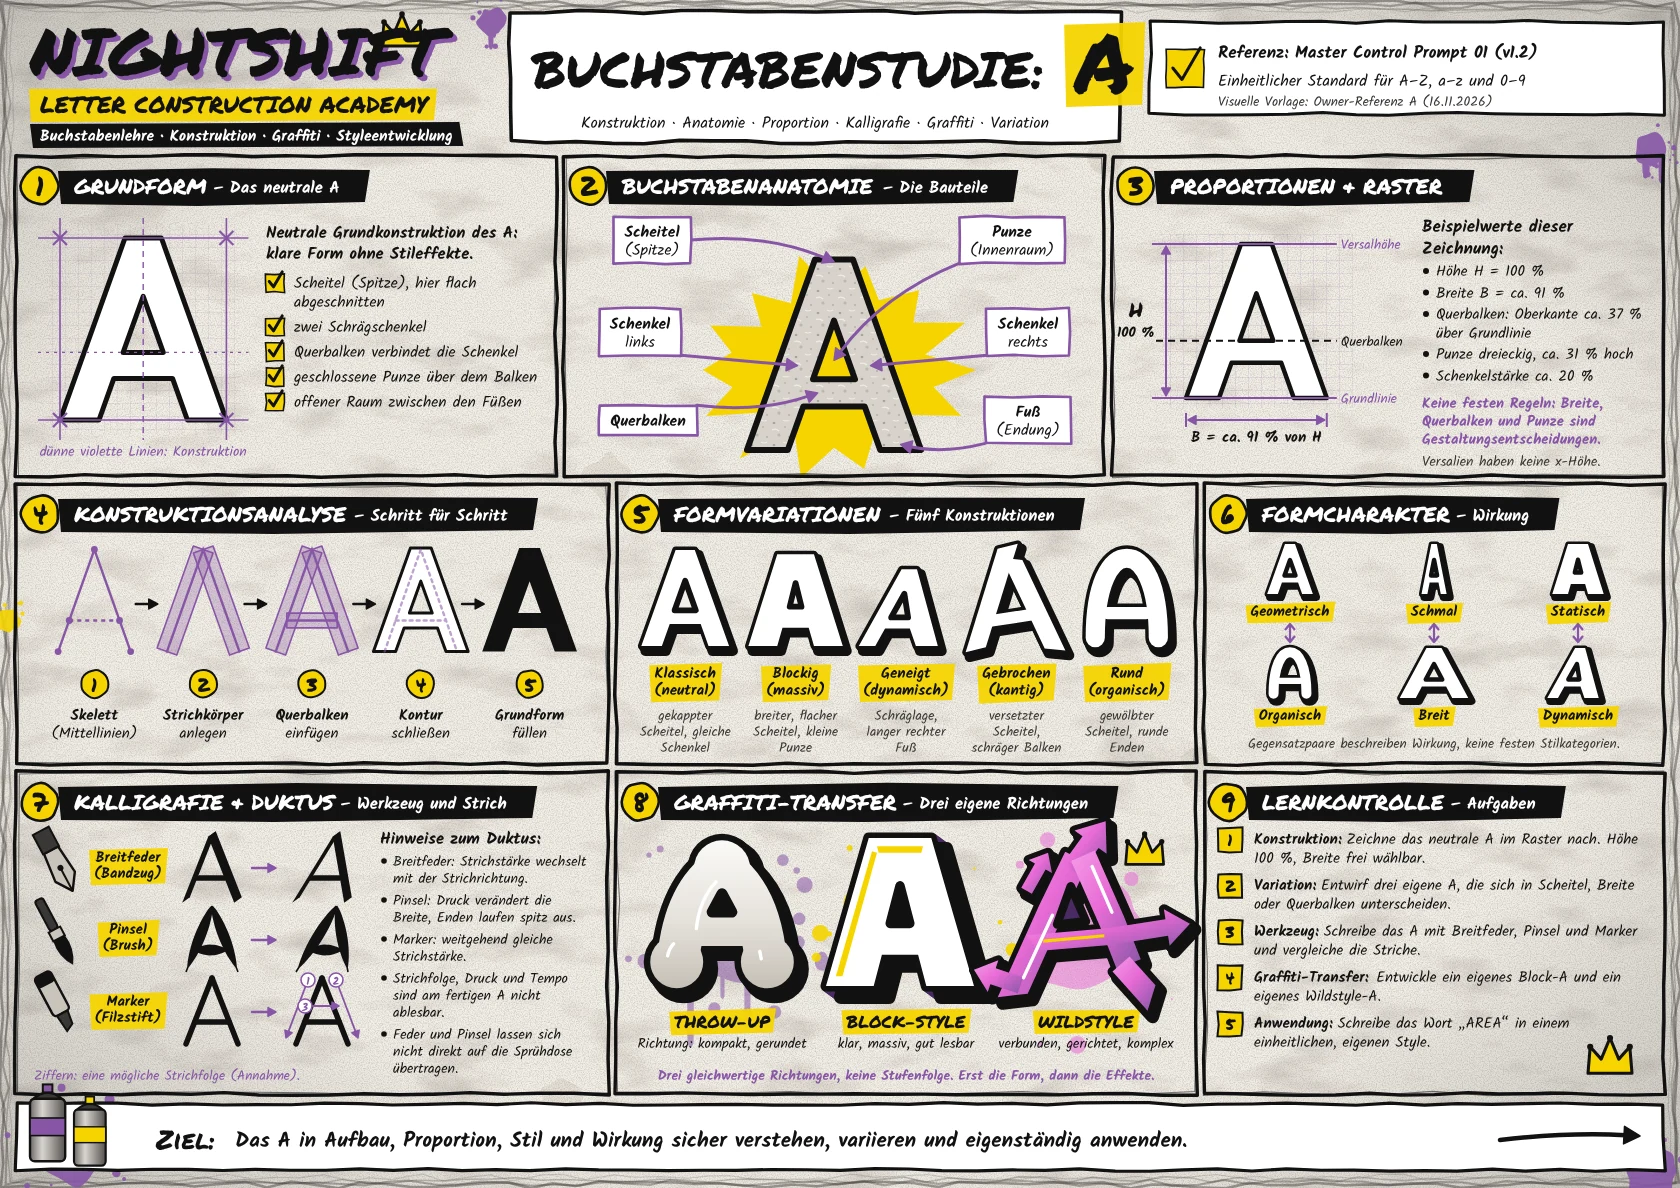 NIGHTSHIFT
LETTER CONSTRUCTION ACADEMY
Buchstabenlehre · Konstruktion · Graffiti · Styleentwicklung
BUCHSTABENSTUDIE: A
Konstruktion · Anatomie · Proportion · Kalligrafie · Graffiti · Variation
Referenz: Master Control Prompt 01 (v1.2)
Einheitlicher Standard für A–Z, a–z und 0–9
Visuelle Vorlage: Owner-Referenz A (16.11.2026)
1 GRUNDFORM – Das neutrale A
Neutrale Grundkonstruktion des A:
klare Form ohne Stileffekte.
Scheitel (Spitze), hier flach
abgeschnitten
zwei Schrägschenkel
Querbalken verbindet die Schenkel
geschlossene Punze über dem Balken
offener Raum zwischen den Füßen
dünne violette Linien: Konstruktion
2 BUCHSTABENANATOMIE – Die Bauteile
Scheitel
(Spitze)
Punze
(Innenraum)
Schenkel
links
Schenkel
rechts
Querbalken
Fuß
(Endung)
3 PROPORTIONEN & RASTER
Versalhöhe
H
100 %
Querbalken
Grundlinie
B = ca. 91 % von H
Beispielwerte dieser
Zeichnung:
• Höhe H = 100 %
• Breite B = ca. 91 %
• Querbalken: Oberkante ca. 37 %
über Grundlinie
• Punze dreieckig, ca. 31 % hoch
• Schenkelstärke ca. 20 %
Keine festen Regeln: Breite,
Querbalken und Punze sind
Gestaltungsentscheidungen.
Versalien haben keine x-Höhe.
4 KONSTRUKTIONSANALYSE – Schritt für Schritt
1
Skelett
(Mittellinien)
2
Strichkörper
anlegen
3
Querbalken
einfügen
4
Kontur
schließen
5
Grundform
füllen
5 FORMVARIATIONEN – Fünf Konstruktionen
A A A A A
Klassisch
(neutral)
gekappter
Scheitel, gleiche
Schenkel
Blockig
(massiv)
breiter, flacher
Scheitel, kleine
Punze
Geneigt
(dynamisch)
Schräglage,
langer rechter
Fuß
Gebrochen
(kantig)
versetzter
Scheitel,
schräger Balken
Rund
(organisch)
gewölbter
Scheitel, runde
Enden
6 FORMCHARAKTER – Wirkung
A A A
Geometrisch Schmal Statisch
A A A
Organisch Breit Dynamisch
Gegensatzpaare beschreiben Wirkung, keine festen Stilkategorien.
7 KALLIGRAFIE & DUKTUS – Werkzeug und Strich
Breitfeder
(Bandzug)
A A
Pinsel
(Brush)
A A
Marker
(Filzstift)
A A
1 2
3
Hinweise zum Duktus:
• Breitfeder: Strichstärke wechselt
mit der Strichrichtung.
• Pinsel: Druck verändert die
Breite, Enden laufen spitz aus.
• Marker: weitgehend gleiche
Strichstärke.
• Strichfolge, Druck und Tempo
sind am fertigen A nicht
ablesbar.
• Feder und Pinsel lassen sich
nicht direkt auf die Sprühdose
übertragen.
Ziffern: eine mögliche Strichfolge (Annahme).
8 GRAFFITI-TRANSFER – Drei eigene Richtungen
A A A
THROW-UP
Richtung: kompakt, gerundet
BLOCK-STYLE
klar, massiv, gut lesbar
WILDSTYLE
verbunden, gerichtet, komplex
Drei gleichwertige Richtungen, keine Stufenfolge. Erst die Form, dann die Effekte.
9 LERNKONTROLLE – Aufgaben
1 Konstruktion: Zeichne das neutrale A im Raster nach. Höhe
100 %, Breite frei wählbar.
2 Variation: Entwirf drei eigene A, die sich in Scheitel, Breite
oder Querbalken unterscheiden.
3 Werkzeug: Schreibe das A mit Breitfeder, Pinsel und Marker
und vergleiche die Striche.
4 Graffiti-Transfer: Entwickle ein eigenes Block-A und ein
eigenes Wildstyle-A.
5 Anwendung: Schreibe das Wort „AREA“ in einem
einheitlichen, eigenen Style.
ZIEL: Das A in Aufbau, Proportion, Stil und Wirkung sicher verstehen, variieren und eigenständig anwenden.